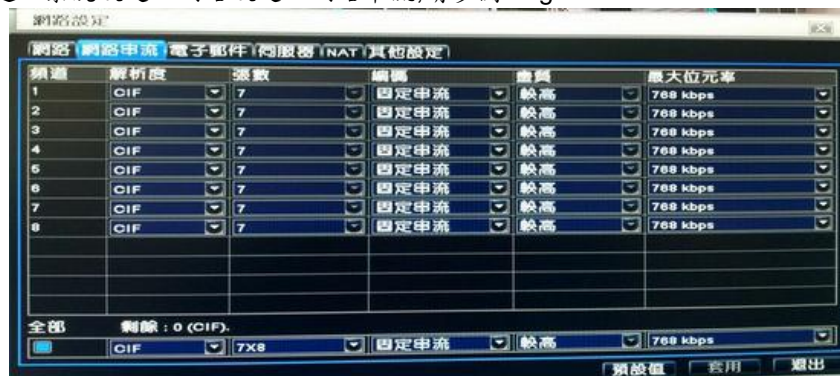 網路設定
網路 網路串流 電子郵件 伺服器 NAT 其他設定
頻道 解析度 張數 編碼 畫質 最大位元率
1 CIF 7 固定串流 較高 768 kbps
2 CIF 7 固定串流 較高 768 kbps
3 CIF 7 固定串流 較高 768 kbps
4 CIF 7 固定串流 較高 768 kbps
5 CIF 7 固定串流 較高 768 kbps
6 CIF 7 固定串流 較高 768 kbps
7 CIF 7 固定串流 較高 768 kbps
8 CIF 7 固定串流 較高 768 kbps
全部 剩餘 : 0 (CIF).
CIF 7X8 固定串流 較高 768 kbps
預設值 套用 退出